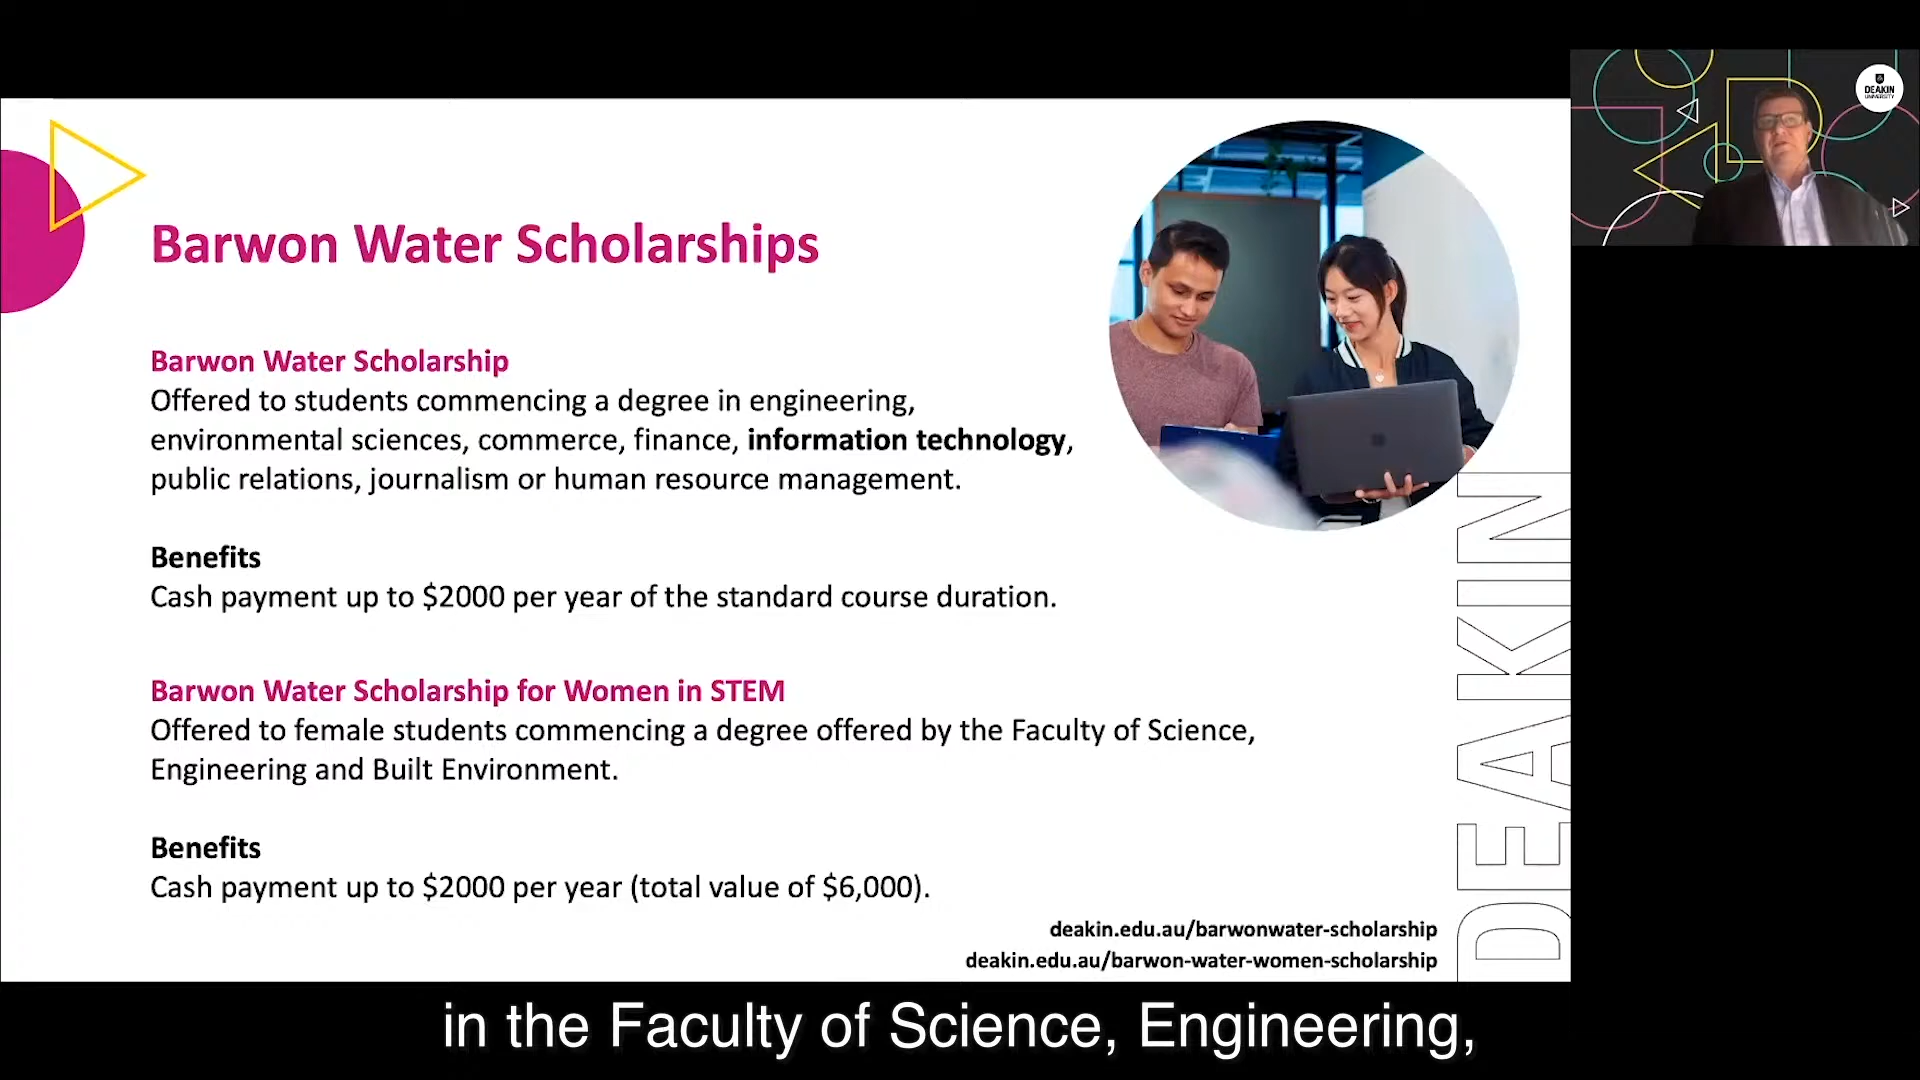 DEAKIN
UNIVERSITY
Barwon Water Scholarships
Barwon Water Scholarship
Offered to students commencing a degree in engineering,
environmental sciences, commerce, finance, information technology,
public relations, journalism or human resource management.
Benefits
Cash payment up to $2000 per year of the standard course duration.
Barwon Water Scholarship for Women in STEM
Offered to female students commencing a degree offered by the Faculty of Science,
Engineering and Built Environment.
Benefits
Cash payment up to $2000 per year (total value of $6,000).
deakin.edu.au/barwonwater-scholarship
deakin.edu.au/barwon-water-women-scholarship
DEAKIN
in the Faculty of Science, Engineering,